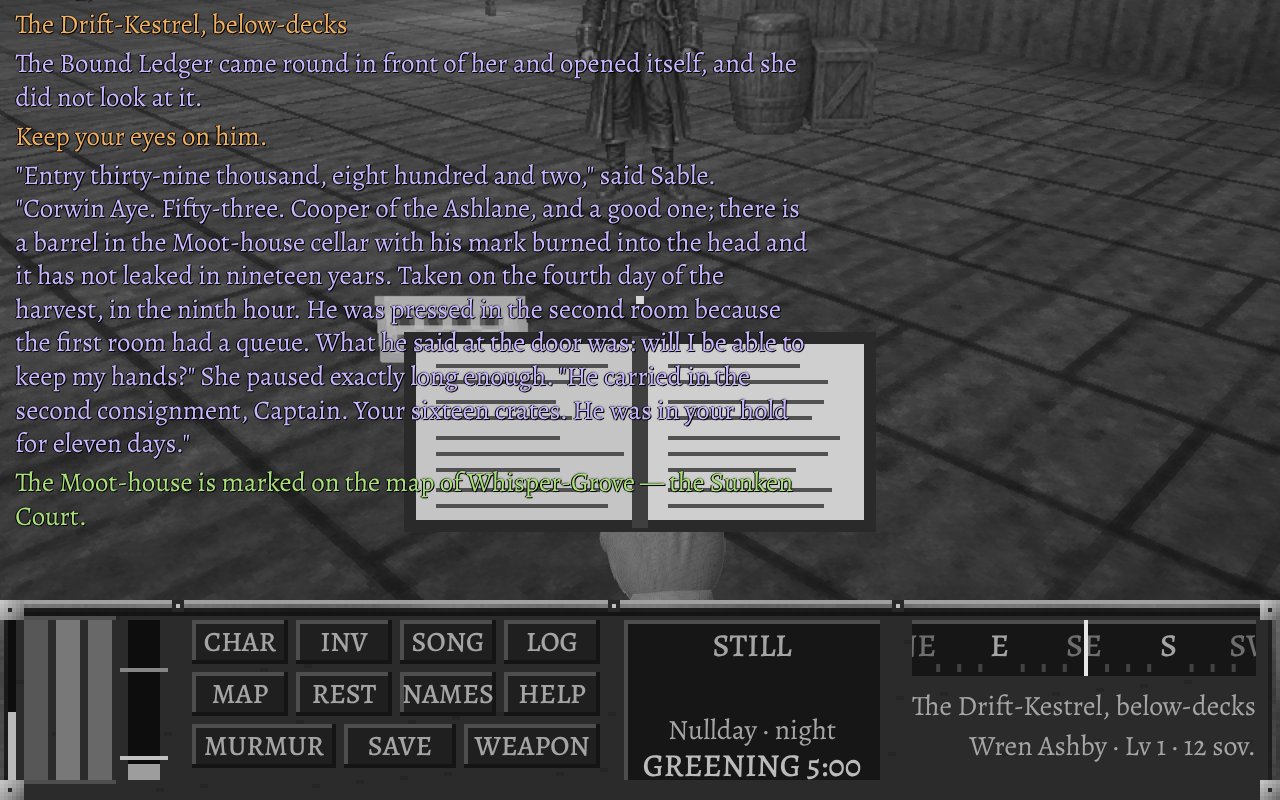 The Drift-Kestrel, below-decks
The Bound Ledger came round in front of her and opened itself, and she
did not look at it.
Keep your eyes on him.
"Entry thirty-nine thousand, eight hundred and two," said Sable.
"Corwin Aye. Fifty-three. Cooper of the Ashlane, and a good one; there is
a barrel in the Moot-house cellar with his mark burned into the head and
it has not leaked in nineteen years. Taken on the fourth day of the
harvest, in the ninth hour. He was pressed in the second room because
the first room had a queue. What he said at the door was: will I be able to
keep my hands?" She paused exactly long enough. "He carried in the
second consignment, Captain. Your sixteen crates. He was in your hold
for eleven days."
The Moot-house is marked on the map of Whisper-Grove — the Sunken
Court.
CHAR INV SONG LOG
MAP REST NAMES HELP
MURMUR SAVE WEAPON
STILL
Nullday · night
GREENING 5:00
NE E SE S SW
The Drift-Kestrel, below-decks
Wren Ashby · Lv 1 · 12 sov.